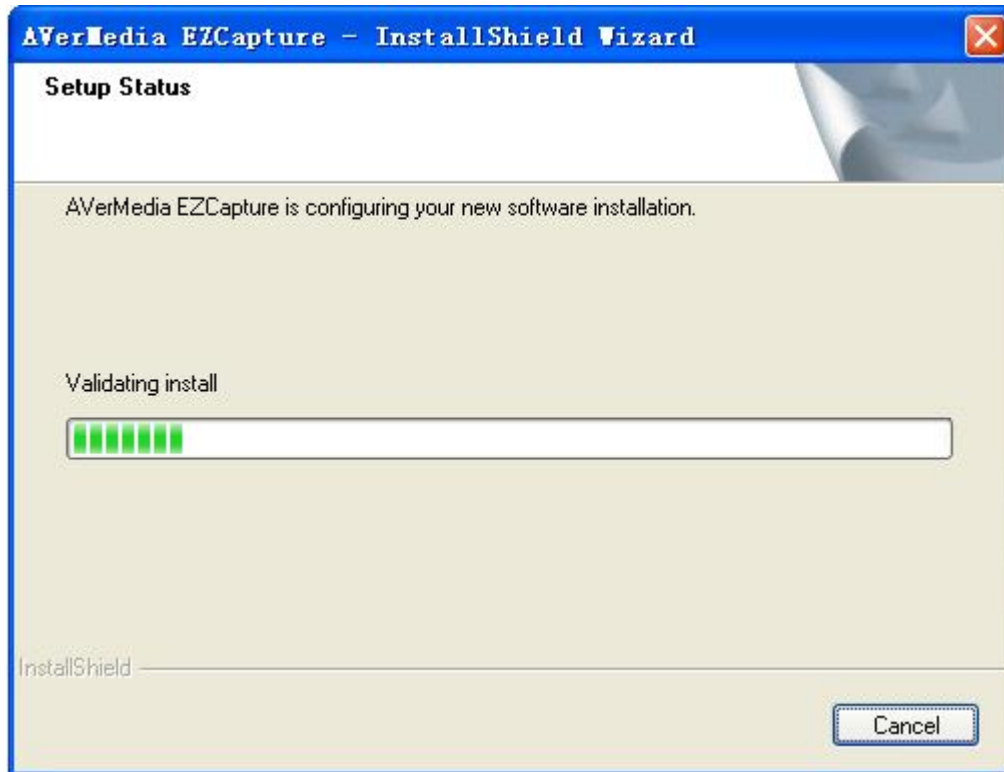 AVerMedia EZCapture - InstallShield Wizard
Setup Status
AVerMedia EZCapture is configuring your new software installation.
Validating install
InstallShield
Cancel